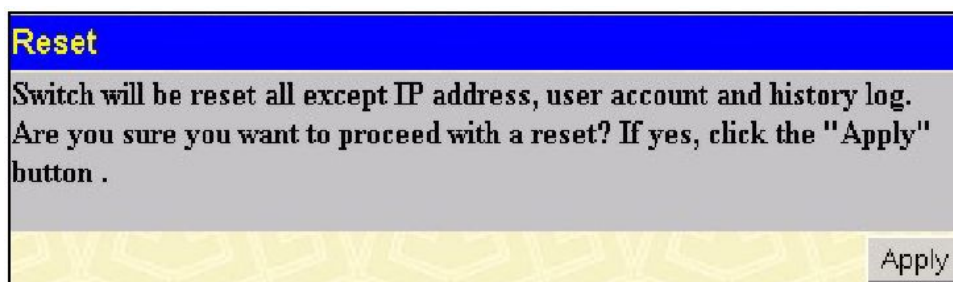 Reset
Switch will be reset all except IP address, user account and history log.
Are you sure you want to proceed with a reset? If yes, click the "Apply"
button .
Apply